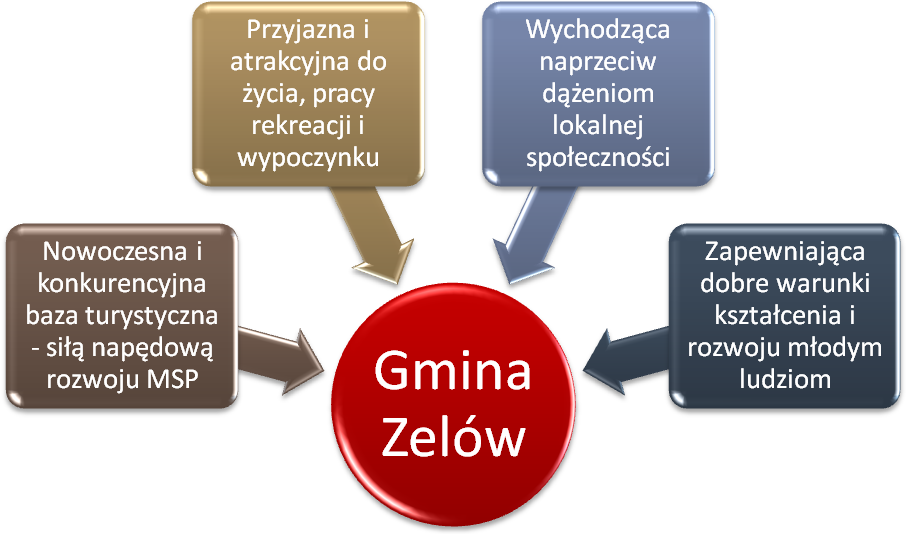 Przyjazna i
atrakcyjna do
życia, pracy
rekreacji i
wypoczynku
Wychodząca
naprzeciw
dążeniom
lokalnej
społeczności
Nowoczesna i
konkurencyjna
baza turystyczna
- siłą napędową
rozwoju MSP
Zapewniająca
dobre warunki
kształcenia i
rozwoju młodym
ludziom
Gmina
Zelów